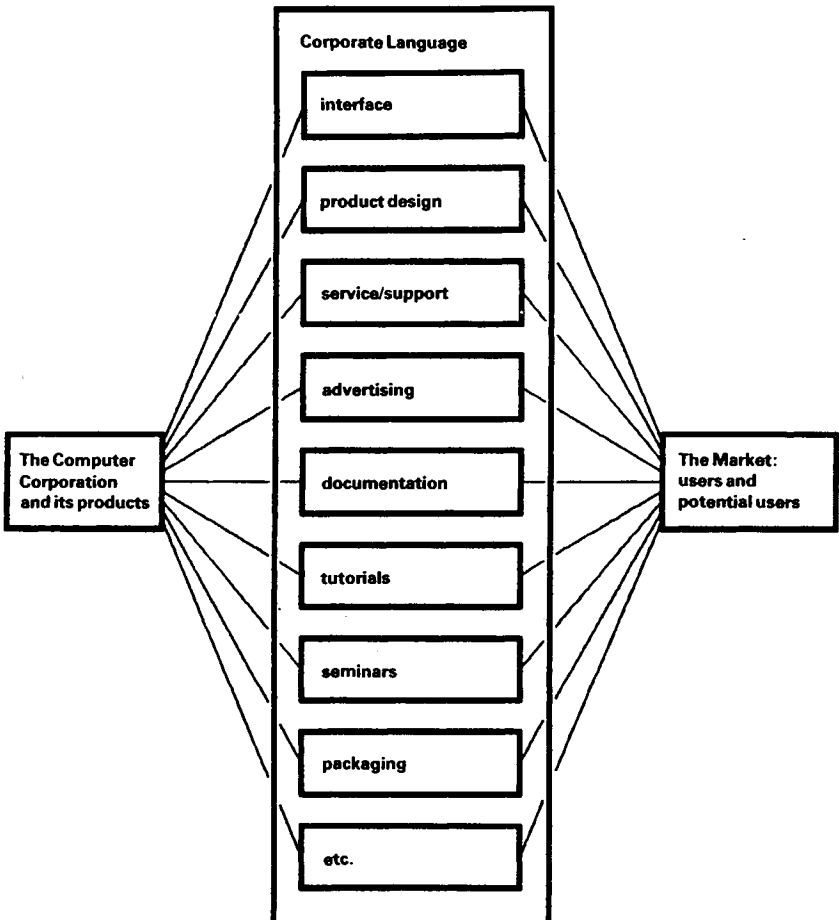 Corporate Language
interface
product design
service/support
advertising
The Computer
Corporation
and its products
documentation
The Market:
users and
potential users
tutorials
seminars
packaging
etc.